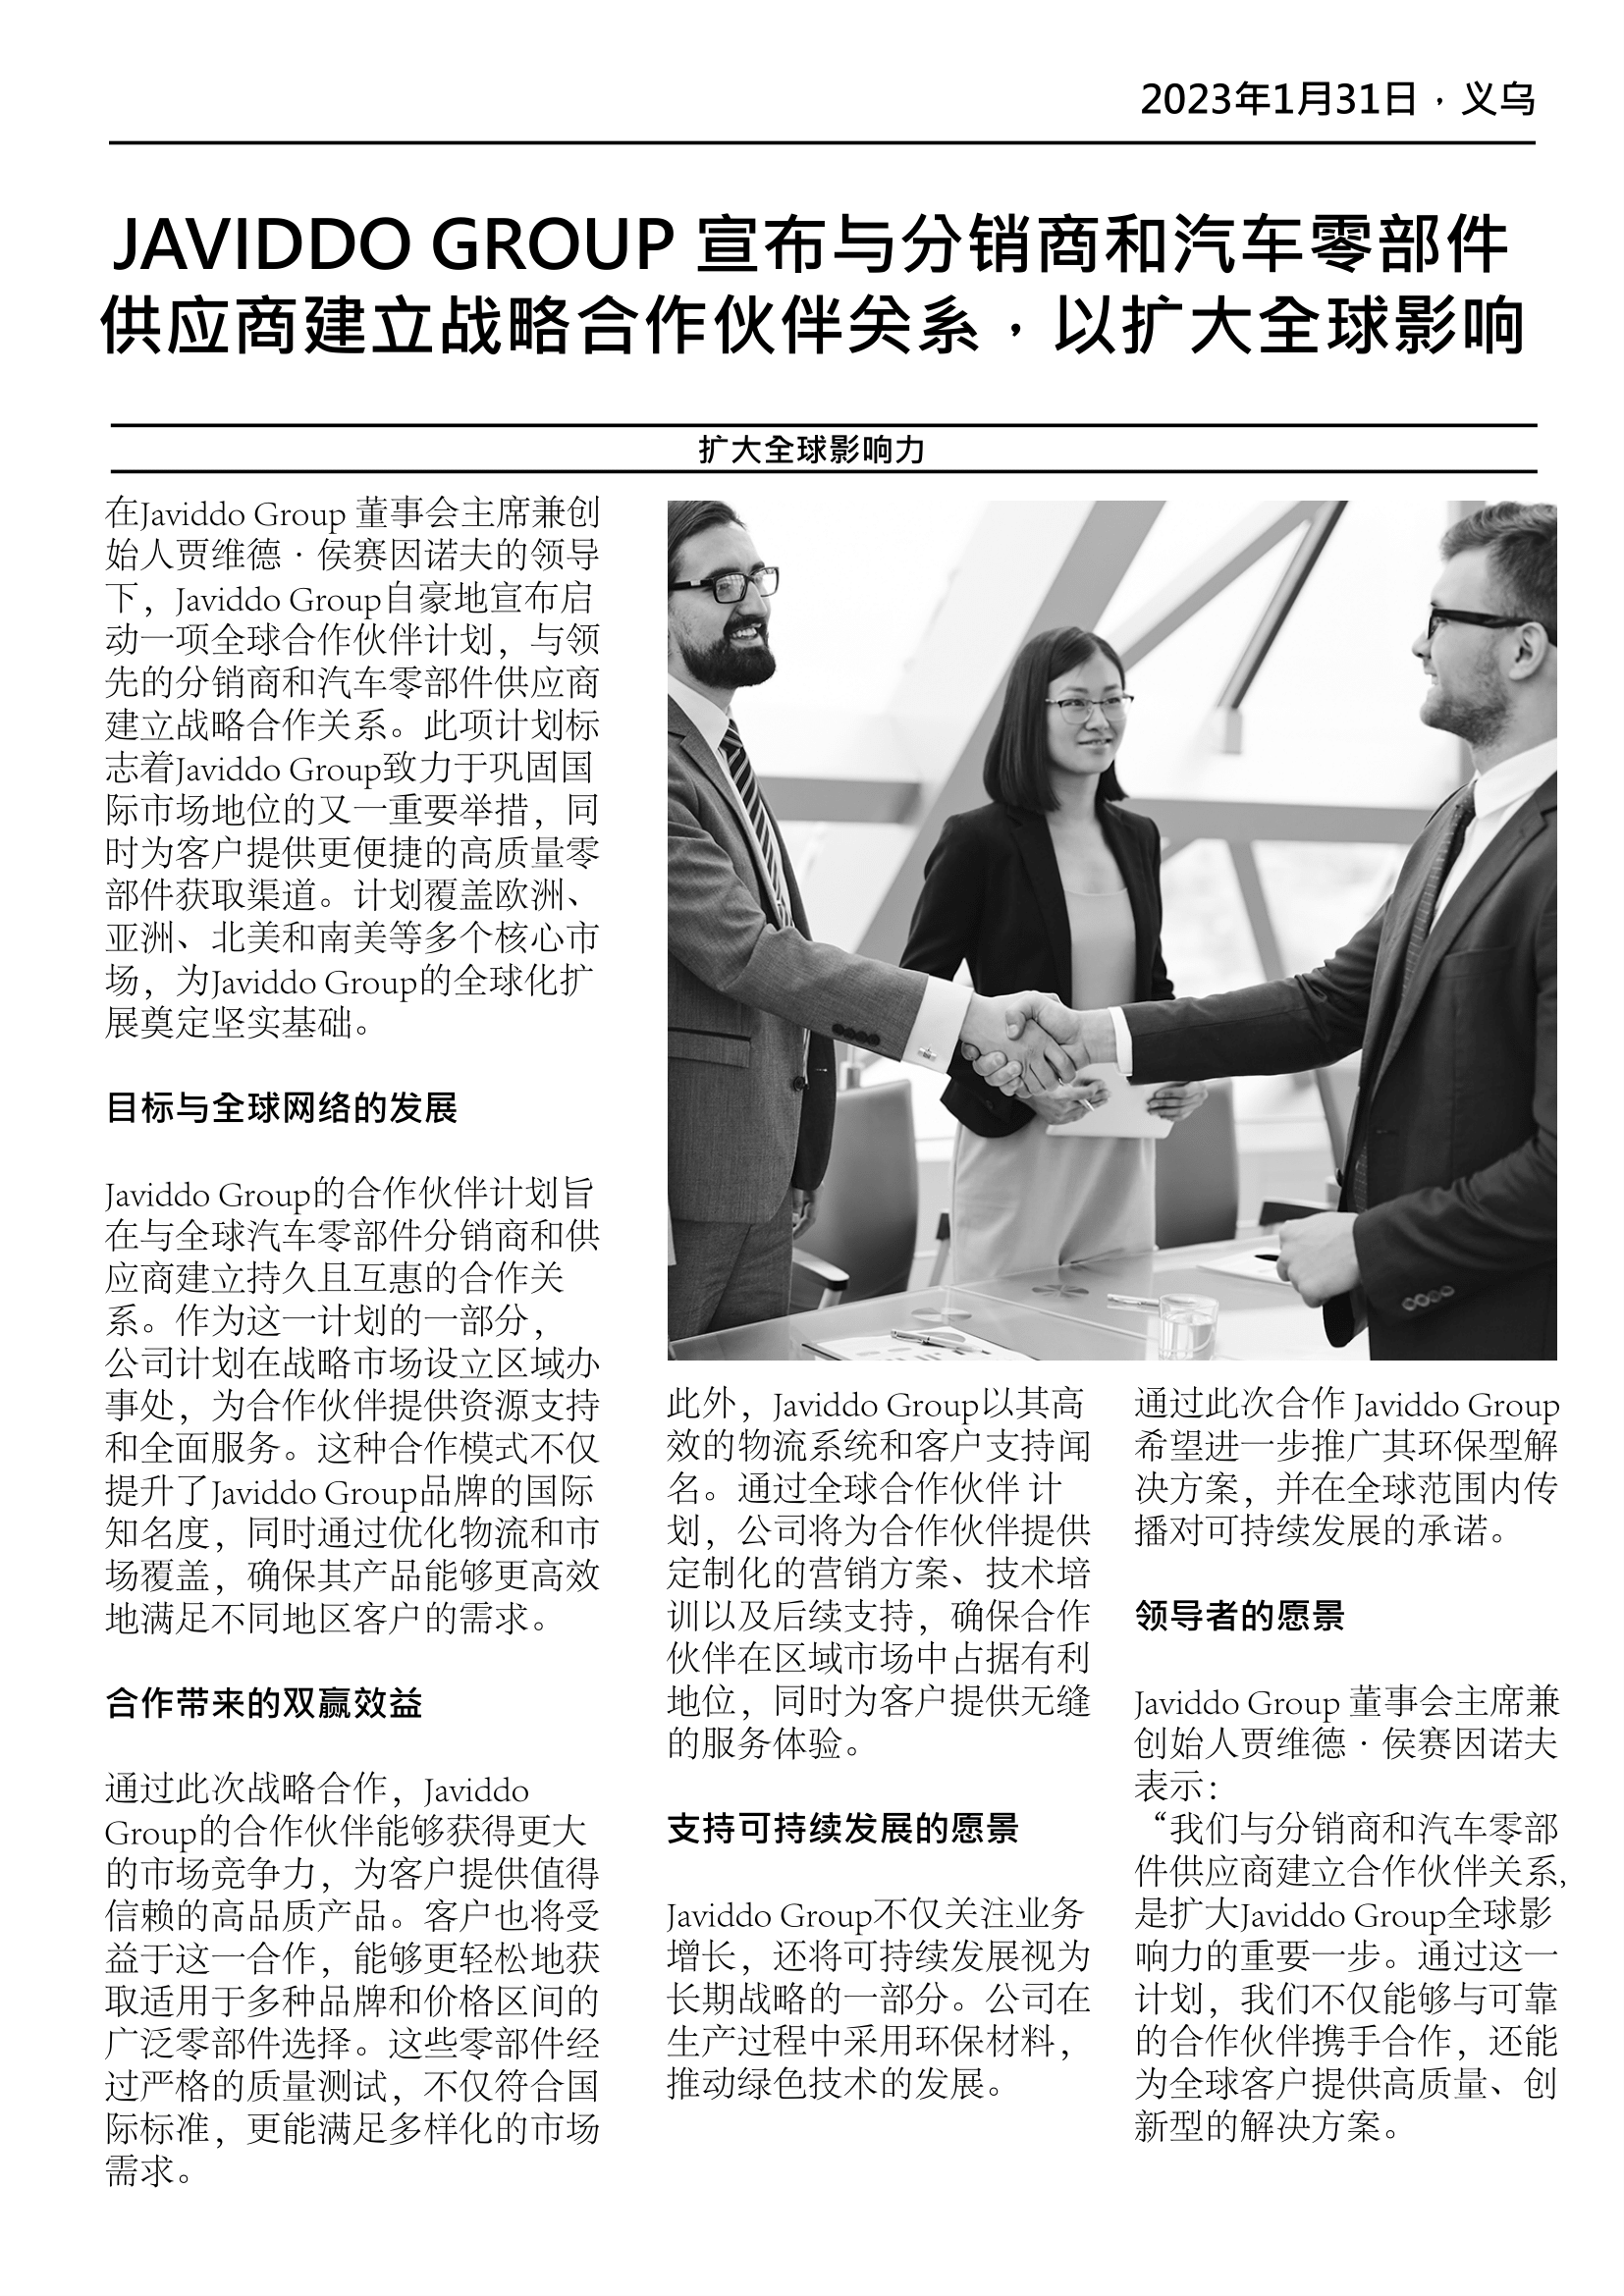 2023年1月31日，义乌
JAVIDDO GROUP 宣布与分销商和汽车零部件
供应商建立战略合作伙伴关系，以扩大全球影响
扩大全球影响力
在Javiddo Group 董事会主席兼创
始人贾维德 · 侯赛因诺夫的领导
下，Javiddo Group自豪地宣布启
动一项全球合作伙伴计划，与领
先的分销商和汽车零部件供应商
建立战略合作关系。此项计划标
志着Javiddo Group致力于巩固国
际市场地位的又一重要举措，同
时为客户提供更便捷的高质量零
部件获取渠道。计划覆盖欧洲、
亚洲、北美和南美等多个核心市
场，为Javiddo Group的全球化扩
展奠定坚实基础。
目标与全球网络的发展
Javiddo Group的合作伙伴计划旨
在与全球汽车零部件分销商和供
应商建立持久且互惠的合作关
系。作为这一计划的一部分，
公司计划在战略市场设立区域办
事处，为合作伙伴提供资源支持
和全面服务。这种合作模式不仅
提升了Javiddo Group品牌的国际
知名度，同时通过优化物流和市
场覆盖，确保其产品能够更高效
地满足不同地区客户的需求。
合作带来的双赢效益
通过此次战略合作，Javiddo
Group的合作伙伴能够获得更大
的市场竞争力，为客户提供值得
信赖的高品质产品。客户也将受
益于这一合作，能够更轻松地获
取适用于多种品牌和价格区间的
广泛零部件选择。这些零部件经
过严格的质量测试，不仅符合国
际标准，更能满足多样化的市场
需求。
此外，Javiddo Group以其高
效的物流系统和客户支持闻
名。通过全球合作伙伴 计
划，公司将为合作伙伴提供
定制化的营销方案、技术培
训以及后续支持，确保合作
伙伴在区域市场中占据有利
地位，同时为客户提供无缝
的服务体验。
支持可持续发展的愿景
Javiddo Group不仅关注业务
增长，还将可持续发展视为
长期战略的一部分。公司在
生产过程中采用环保材料，
推动绿色技术的发展。
通过此次合作 Javiddo Group
希望进一步推广其环保型解
决方案，并在全球范围内传
播对可持续发展的承诺。
领导者的愿景
Javiddo Group 董事会主席兼
创始人贾维德 · 侯赛因诺夫
表示：
“我们与分销商和汽车零部
件供应商建立合作伙伴关系，
是扩大Javiddo Group全球影
响力的重要一步。通过这一
计划，我们不仅能够与可靠
的合作伙伴携手合作，还能
为全球客户提供高质量、创
新型的解决方案。